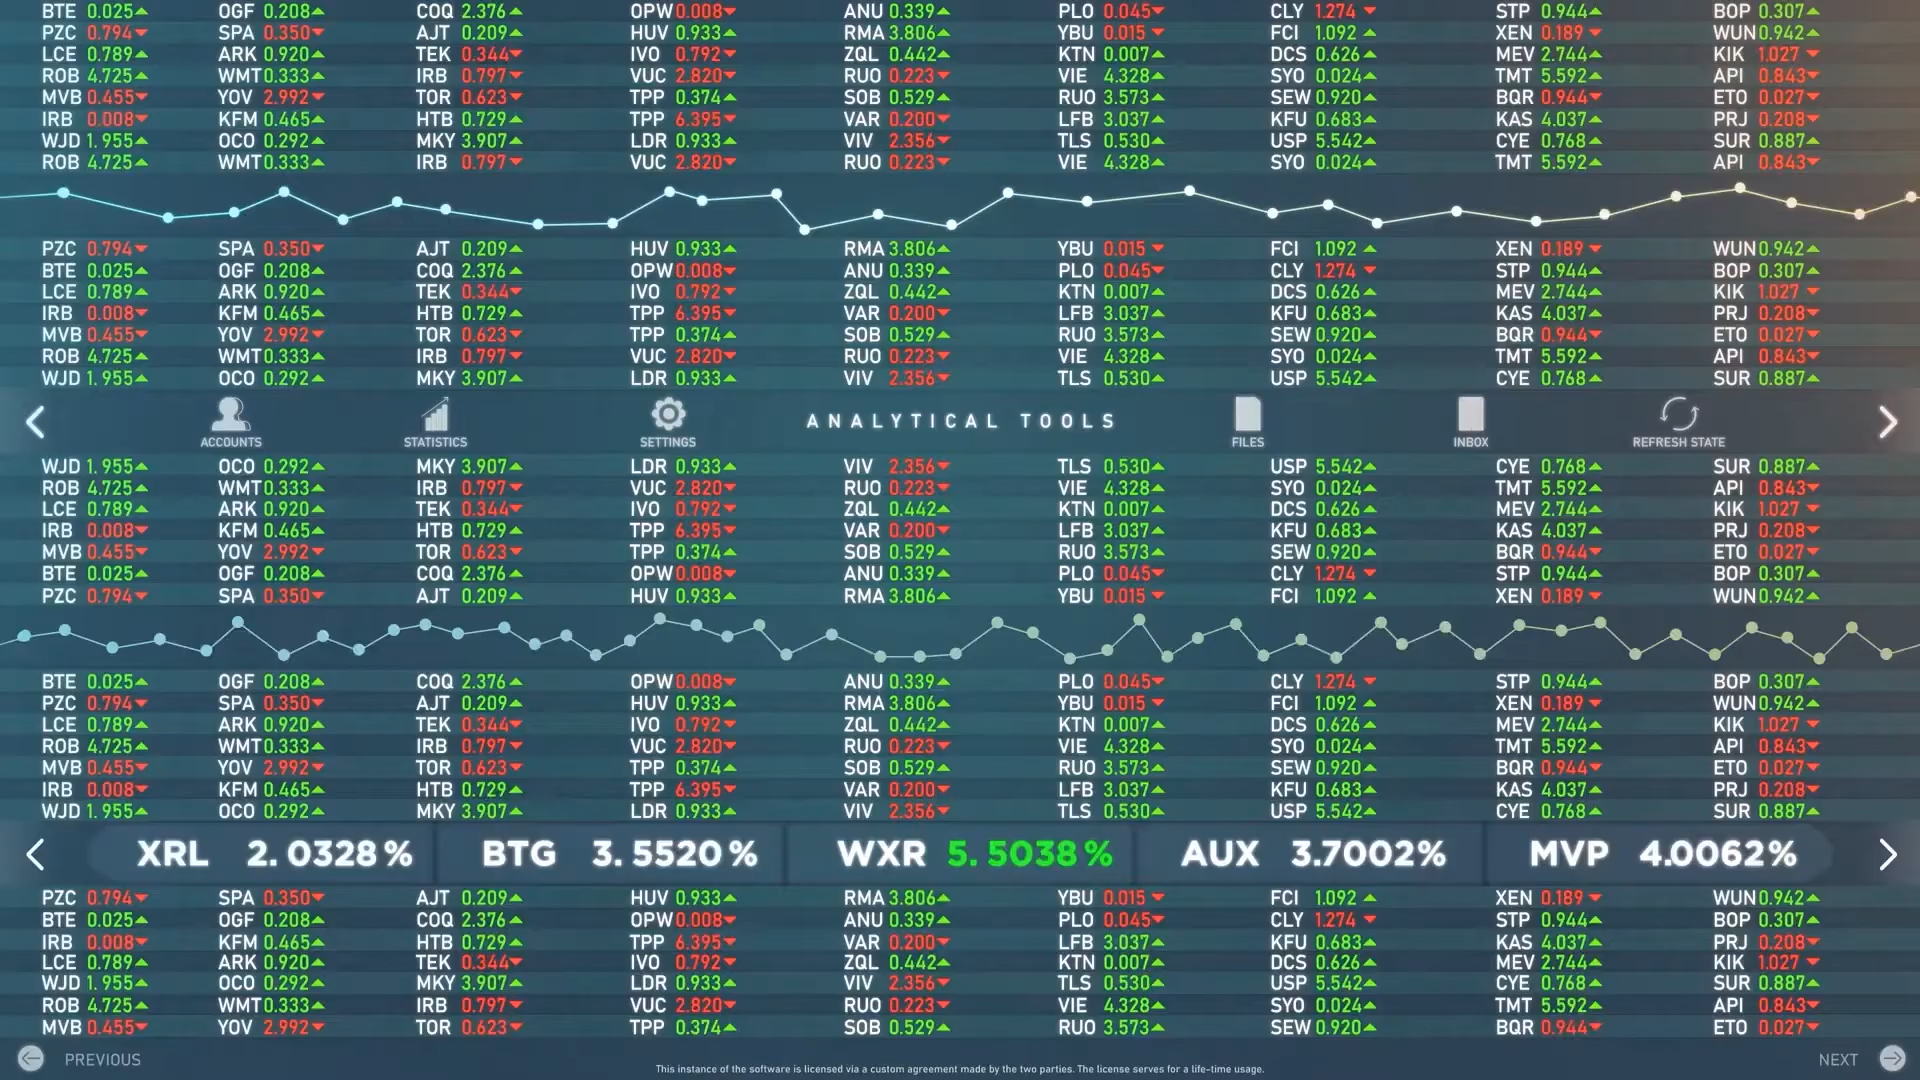 BTE 0.025 OGF 0.208 COQ 2.376 OPW 0.008 ANU 0.339 PLO 0.045 CLY 1.274 STP 0.944 BOP 0.307
PZC 0.794 SPA 0.350 AJT 0.209 HUV 0.933 RMA 3.806 YBU 0.015 FCI 1.092 XEN 0.189 WUN 0.942
LCE 0.789 ARK 0.920 TEK 0.344 IVO 0.792 ZQL 0.442 KTN 0.007 DCS 0.626 MEV 2.744 KIK 1.027
ROB 4.725 WMT 0.333 IRB 0.797 VUC 2.820 RUO 0.223 VIE 4.328 SYO 0.024 TMT 5.592 API 0.843
MVB 0.455 YOV 2.992 TOR 0.623 TPP 0.374 SOB 0.529 RUO 3.573 SEW 0.920 BQR 0.944 ETO 0.027
IRB 0.008 KFM 0.465 HTB 0.729 TPP 6.395 VAR 0.200 LFB 3.037 KFU 0.683 KAS 4.037 PRJ 0.208
WJD 1.955 OCO 0.292 MKY 3.907 LDR 0.933 VIV 2.356 TLS 0.530 USP 5.542 CYE 0.768 SUR 0.887
ROB 4.725 WMT 0.333 IRB 0.797 VUC 2.820 RUO 0.223 VIE 4.328 SYO 0.024 TMT 5.592 API 0.843
PZC 0.794 SPA 0.350 AJT 0.209 HUV 0.933 RMA 3.806 YBU 0.015 FCI 1.092 XEN 0.189 WUN 0.942
BTE 0.025 OGF 0.208 COQ 2.376 OPW 0.008 ANU 0.339 PLO 0.045 CLY 1.274 STP 0.944 BOP 0.307
LCE 0.789 ARK 0.920 TEK 0.344 IVO 0.792 ZQL 0.442 KTN 0.007 DCS 0.626 MEV 2.744 KIK 1.027
IRB 0.008 KFM 0.465 HTB 0.729 TPP 6.395 VAR 0.200 LFB 3.037 KFU 0.683 KAS 4.037 PRJ 0.208
MVB 0.455 YOV 2.992 TOR 0.623 TPP 0.374 SOB 0.529 RUO 3.573 SEW 0.920 BQR 0.944 ETO 0.027
ROB 4.725 WMT 0.333 IRB 0.797 VUC 2.820 RUO 0.223 VIE 4.328 SYO 0.024 TMT 5.592 API 0.843
WJD 1.955 OCO 0.292 MKY 3.907 LDR 0.933 VIV 2.356 TLS 0.530 USP 5.542 CYE 0.768 SUR 0.887
ANALYTICAL TOOLS
ACCOUNTS STATISTICS SETTINGS FILES INBOX REFRESH STATE
WJD 1.955 OCO 0.292 MKY 3.907 LDR 0.933 VIV 2.356 TLS 0.530 USP 5.542 CYE 0.768 SUR 0.887
ROB 4.725 WMT 0.333 IRB 0.797 VUC 2.820 RUO 0.223 VIE 4.328 SYO 0.024 TMT 5.592 API 0.843
LCE 0.789 ARK 0.920 TEK 0.344 IVO 0.792 ZQL 0.442 KTN 0.007 DCS 0.626 MEV 2.744 KIK 1.027
IRB 0.008 KFM 0.465 HTB 0.729 TPP 6.395 VAR 0.200 LFB 3.037 KFU 0.683 KAS 4.037 PRJ 0.208
MVB 0.455 YOV 2.992 TOR 0.623 TPP 0.374 SOB 0.529 RUO 3.573 SEW 0.920 BQR 0.944 ETO 0.027
BTE 0.025 OGF 0.208 COQ 2.376 OPW 0.008 ANU 0.339 PLO 0.045 CLY 1.274 STP 0.944 BOP 0.307
PZC 0.794 SPA 0.350 AJT 0.209 HUV 0.933 RMA 3.806 YBU 0.015 FCI 1.092 XEN 0.189 WUN 0.942
BTE 0.025 OGF 0.208 COQ 2.376 OPW 0.008 ANU 0.339 PLO 0.045 CLY 1.274 STP 0.944 BOP 0.307
PZC 0.794 SPA 0.350 AJT 0.209 HUV 0.933 RMA 3.806 YBU 0.015 FCI 1.092 XEN 0.189 WUN 0.942
LCE 0.789 ARK 0.920 TEK 0.344 IVO 0.792 ZQL 0.442 KTN 0.007 DCS 0.626 MEV 2.744 KIK 1.027
ROB 4.725 WMT 0.333 IRB 0.797 VUC 2.820 RUO 0.223 VIE 4.328 SYO 0.024 TMT 5.592 API 0.843
MVB 0.455 YOV 2.992 TOR 0.623 TPP 0.374 SOB 0.529 RUO 3.573 SEW 0.920 BQR 0.944 ETO 0.027
IRB 0.008 KFM 0.465 HTB 0.729 TPP 6.395 VAR 0.200 LFB 3.037 KFU 0.683 KAS 4.037 PRJ 0.208
WJD 1.955 OCO 0.292 MKY 3.907 LDR 0.933 VIV 2.356 TLS 0.530 USP 5.542 CYE 0.768 SUR 0.887
XRL 2.0328% BTG 3.5520% WXR 5.5038% AUX 3.7002% MVP 4.0062%
PZC 0.794 SPA 0.350 AJT 0.209 HUV 0.933 RMA 3.806 YBU 0.015 FCI 1.092 XEN 0.189 WUN 0.942
BTE 0.025 OGF 0.208 COQ 2.376 OPW 0.008 ANU 0.339 PLO 0.045 CLY 1.274 STP 0.944 BOP 0.307
IRB 0.008 KFM 0.465 HTB 0.729 TPP 6.395 VAR 0.200 LFB 3.037 KFU 0.683 KAS 4.037 PRJ 0.208
LCE 0.789 ARK 0.920 TEK 0.344 IVO 0.792 ZQL 0.442 KTN 0.007 DCS 0.626 MEV 2.744 KIK 1.027
WJD 1.955 OCO 0.292 MKY 3.907 LDR 0.933 VIV 2.356 TLS 0.530 USP 5.542 CYE 0.768 SUR 0.887
ROB 4.725 WMT 0.333 IRB 0.797 VUC 2.820 RUO 0.223 VIE 4.328 SYO 0.024 TMT 5.592 API 0.843
MVB 0.455 YOV 2.992 TOR 0.623 TPP 0.374 SOB 0.529 RUO 3.573 SEW 0.920 BQR 0.944 ETO 0.027
PREVIOUS NEXT
This instance of the software is licensed via a custom agreement made by the two parties. The license serves for a life-time usage.